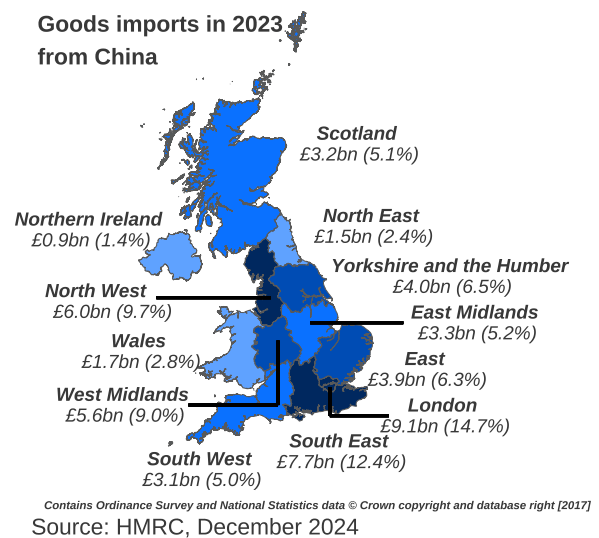 Goods imports in 2023
from China
Scotland
£3.2bn (5.1%)
Northern Ireland
£0.9bn (1.4%)
North East
£1.5bn (2.4%)
Yorkshire and the Humber
£4.0bn (6.5%)
North West
£6.0bn (9.7%)
East Midlands
£3.3bn (5.2%)
Wales
£1.7bn (2.8%)
East
£3.9bn (6.3%)
West Midlands
£5.6bn (9.0%)
London
£9.1bn (14.7%)
South East
£7.7bn (12.4%)
South West
£3.1bn (5.0%)
Contains Ordinance Survey and National Statistics data © Crown copyright and database right [2017]
Source: HMRC, December 2024